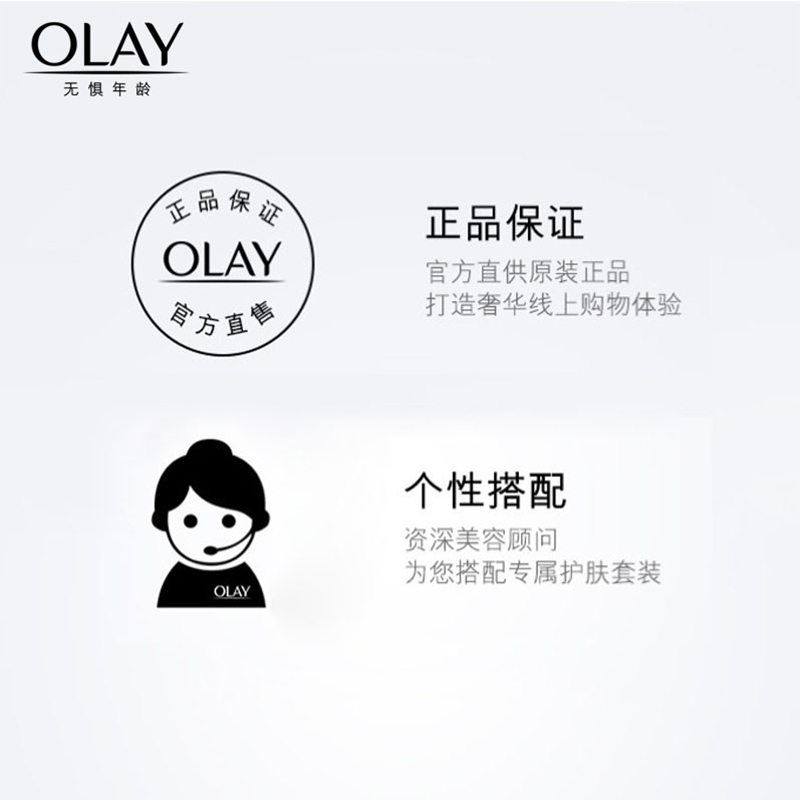 OLAY
无惧年龄
正品保证
OLAY
官方直售
正品保证
官方直供原装正品
打造奢华线上购物体验
OLAY
个性搭配
资深美容顾问
为您搭配专属护肤套装